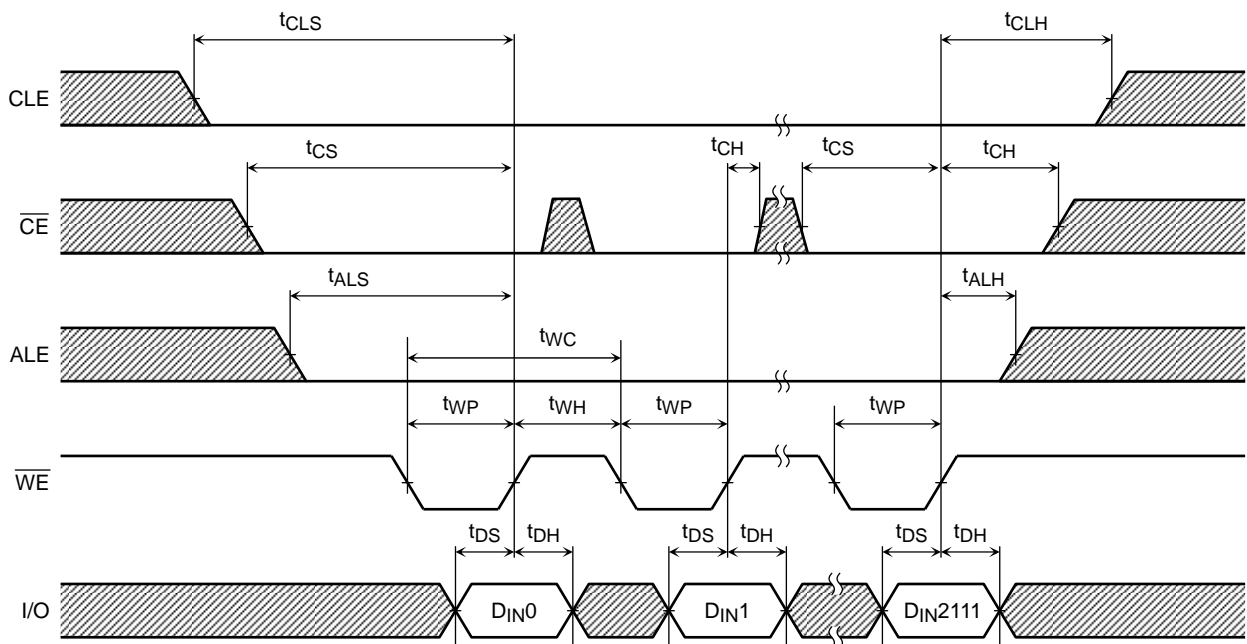 tCLS tCLH
CLE
tCS tCH tCS tCH
CE
tALS tALH
ALE
tWC
tWP tWH tWP tWP
WE
tDS tDH tDS tDH tDS tDH
I/O DIN0 DIN1 DIN2111